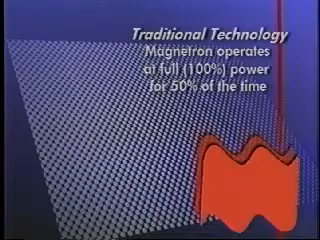 Traditional Technology
Magnetron operates
at full (100%) power
for 50% of the time